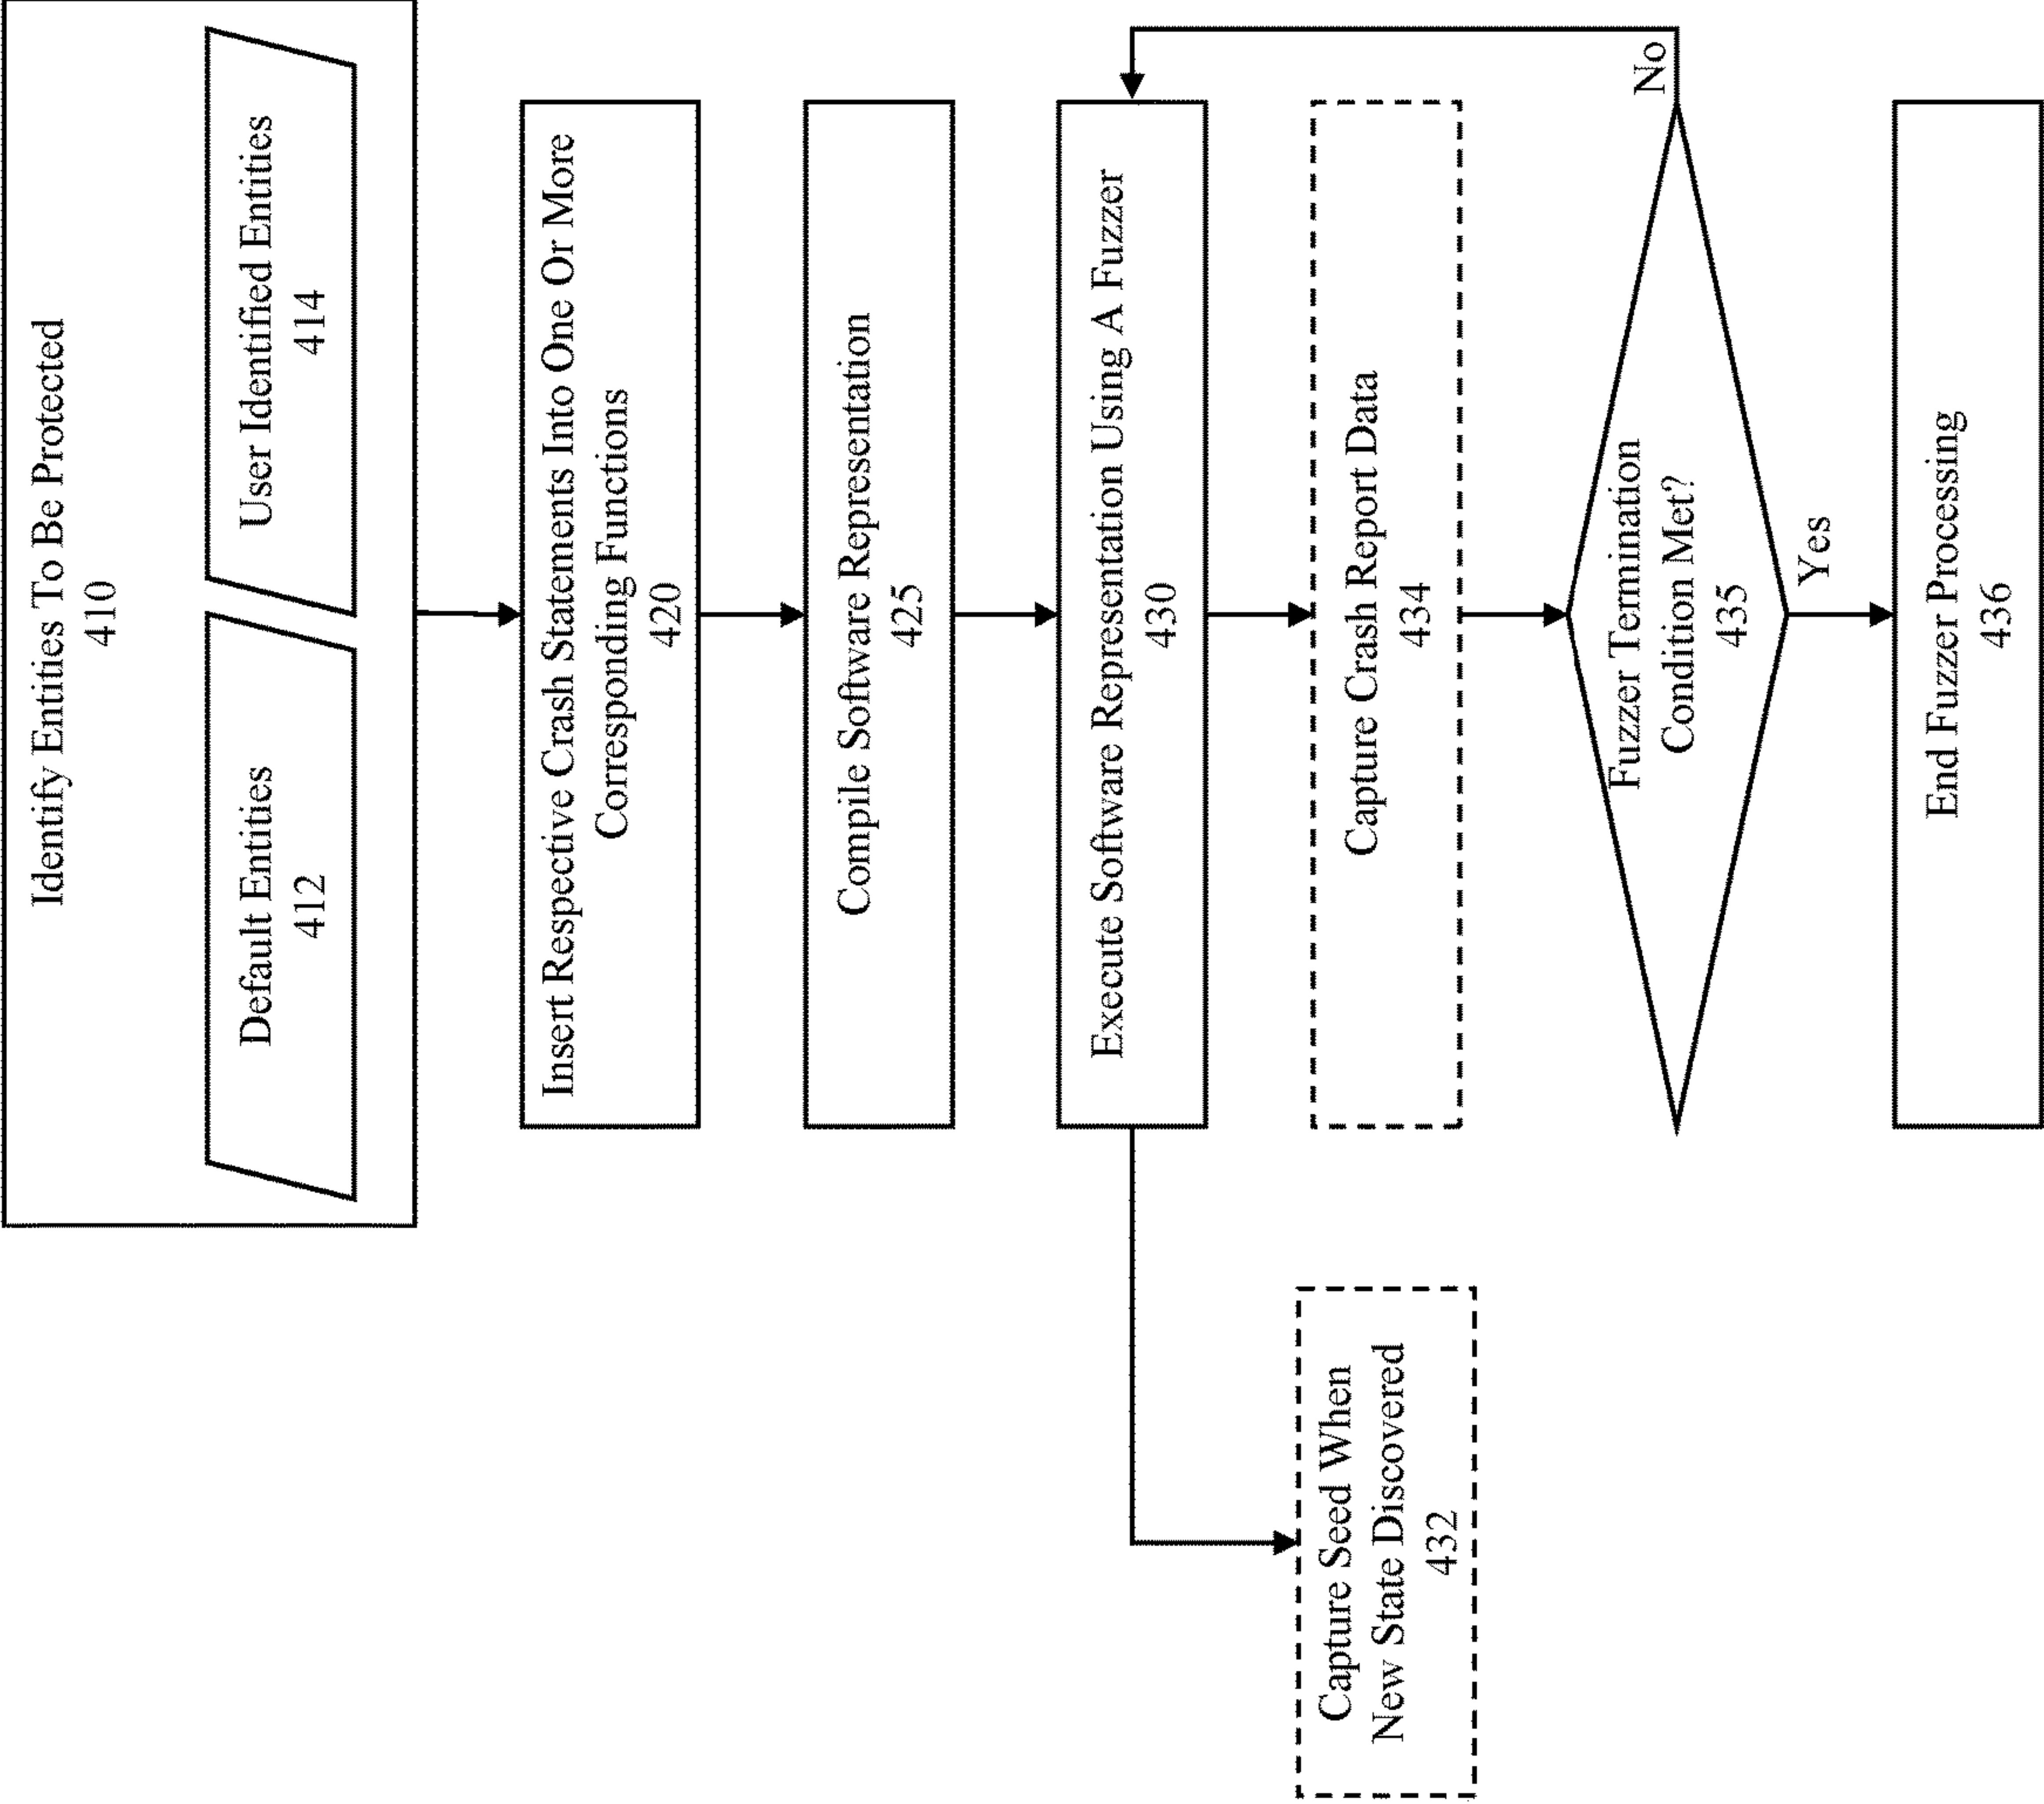 Identify Entities To Be Protected
410
Default Entities
412
User Identified Entities
414
Insert Respective Crash Statements Into One Or More
Corresponding Functions
420
Compile Software Representation
425
Execute Software Representation Using A Fuzzer
430
Capture Seed When
New State Discovered
432
Capture Crash Report Data
434
Fuzzer Termination
Condition Met?
435
No
Yes
End Fuzzer Processing
436